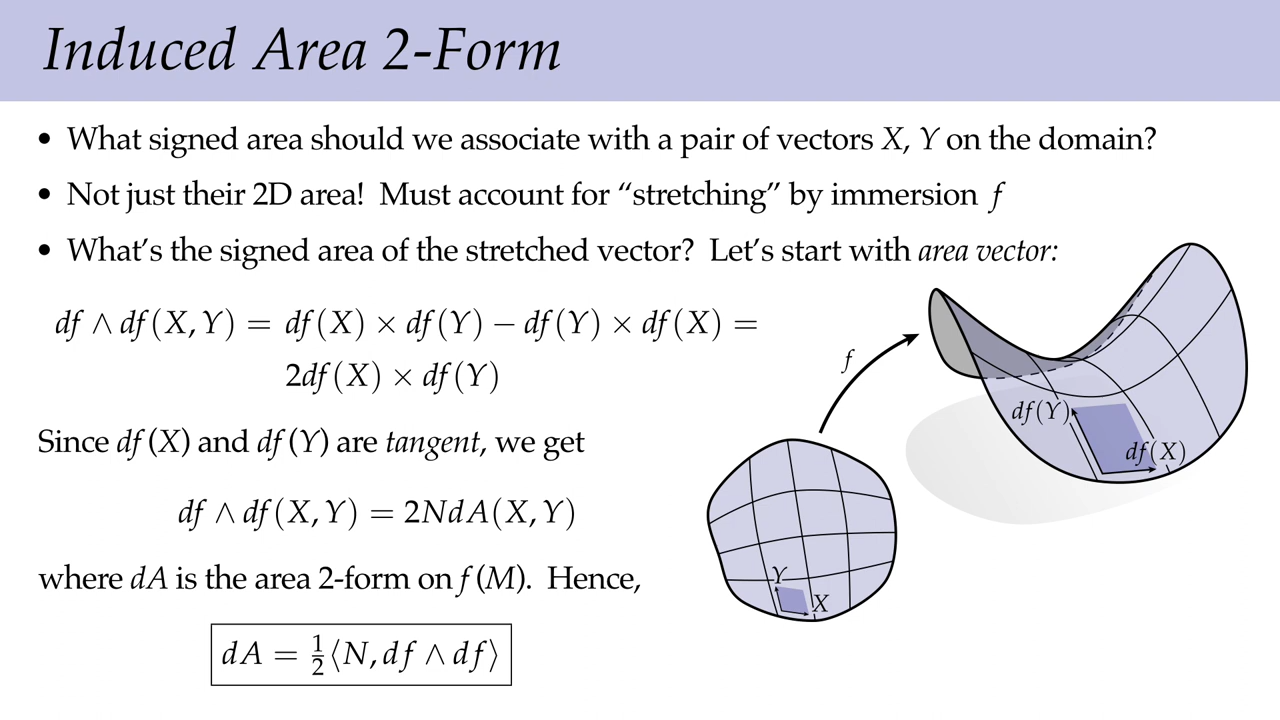 Induced Area 2-Form
• What signed area should we associate with a pair of vectors X, Y on the domain?
• Not just their 2D area! Must account for “stretching” by immersion f
• What’s the signed area of the stretched vector? Let’s start with area vector:
df ∧ df(X, Y) = df(X) × df(Y) − df(Y) × df(X) =
2df(X) × df(Y)
Since df(X) and df(Y) are tangent, we get
df ∧ df(X, Y) = 2NdA(X, Y)
where dA is the area 2-form on f(M). Hence,
dA = ½⟨N, df ∧ df⟩
f
df(Y)
df(X)
Y
X